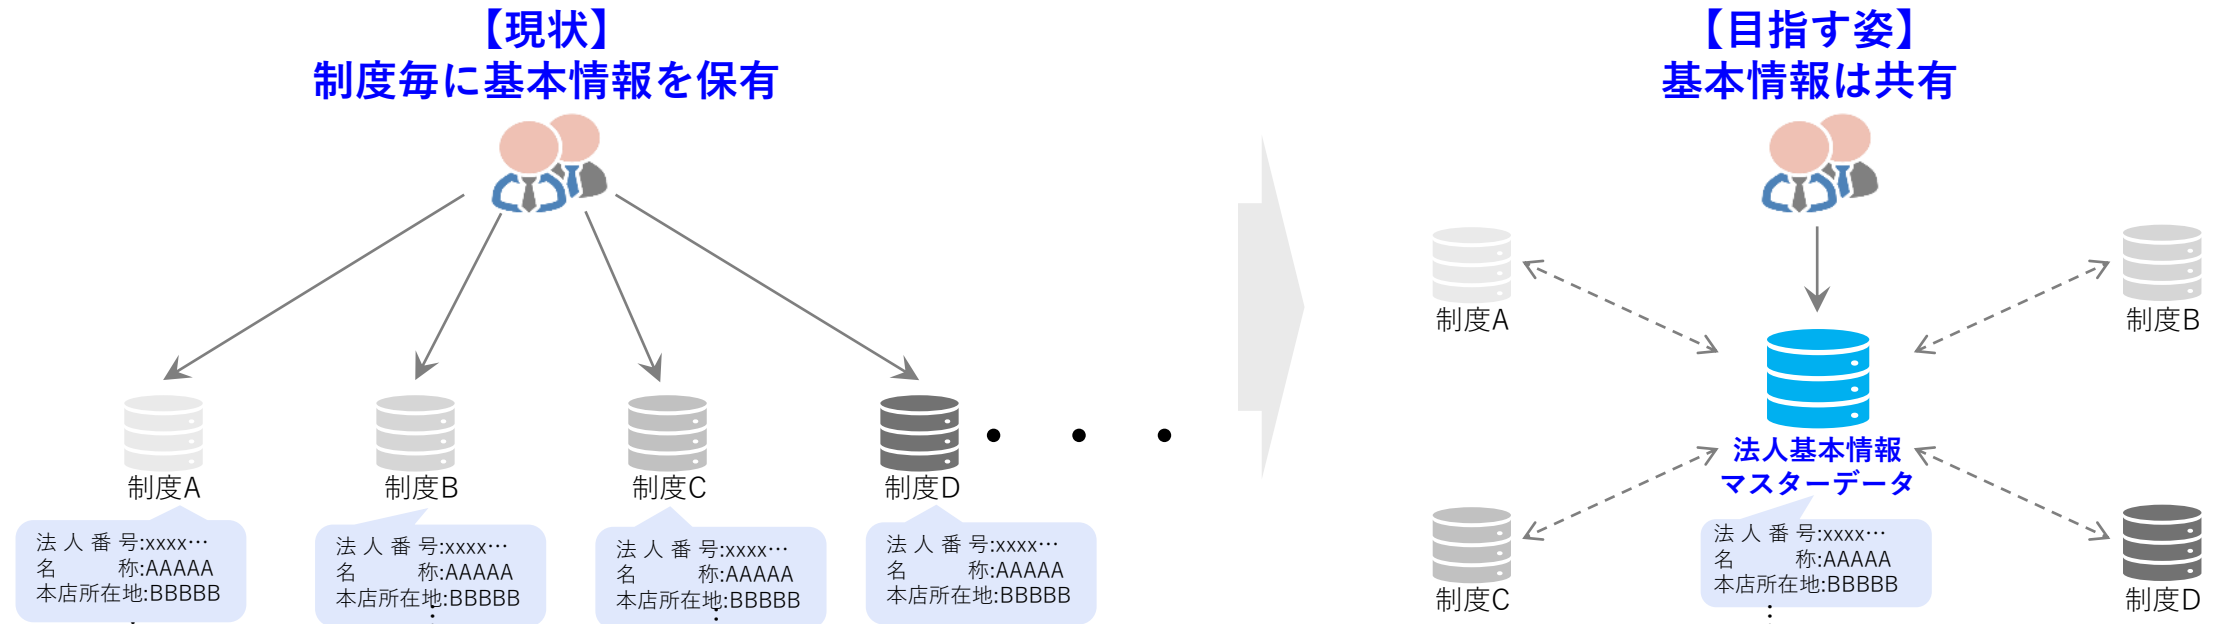 【現状】
制度毎に基本情報を保有
制度A
制度B
制度C
制度D
・・・
法人番号:xxxx…
名称:AAAAA
本店所在地:BBBBB
法人番号:xxxx…
名称:AAAAA
本店所在地:BBBBB
法人番号:xxxx…
名称:AAAAA
本店所在地:BBBBB
法人番号:xxxx…
名称:AAAAA
本店所在地:BBBBB
【目指す姿】
基本情報は共有
制度A
制度B
法人基本情報
マスターデータ
法人番号:xxxx…
名称:AAAAA
本店所在地:BBBBB
制度C
制度D